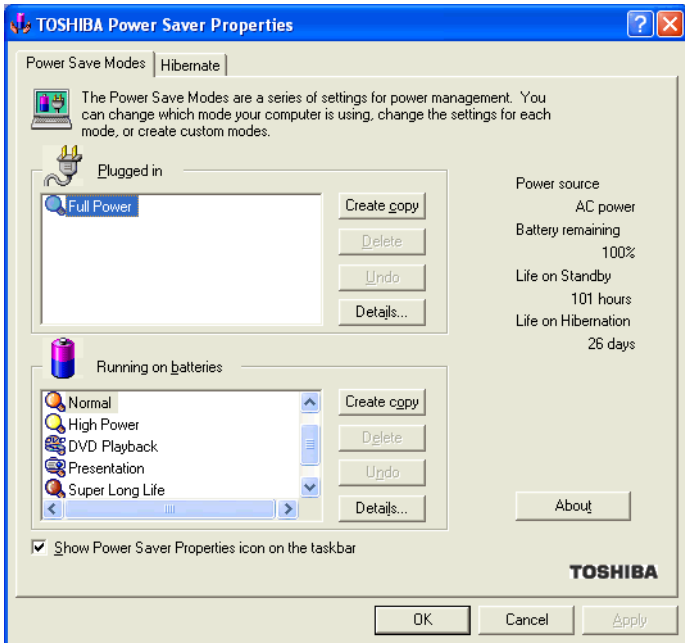 TOSHIBA Power Saver Properties
Power Save Modes
Hibernate
The Power Save Modes are a series of settings for power management. You
can change which mode your computer is using, change the settings for each
mode, or create custom modes.
Plugged in
Full Power
Create copy
Delete
Undo
Details...
Power source
AC power
Battery remaining
100%
Life on Standby
101 hours
Life on Hibernation
26 days
Running on batteries
Normal
High Power
DVD Playback
Presentation
Super Long Life
Create copy
Delete
Undo
Details...
About
Show Power Saver Properties icon on the taskbar
TOSHIBA
OK
Cancel
Apply